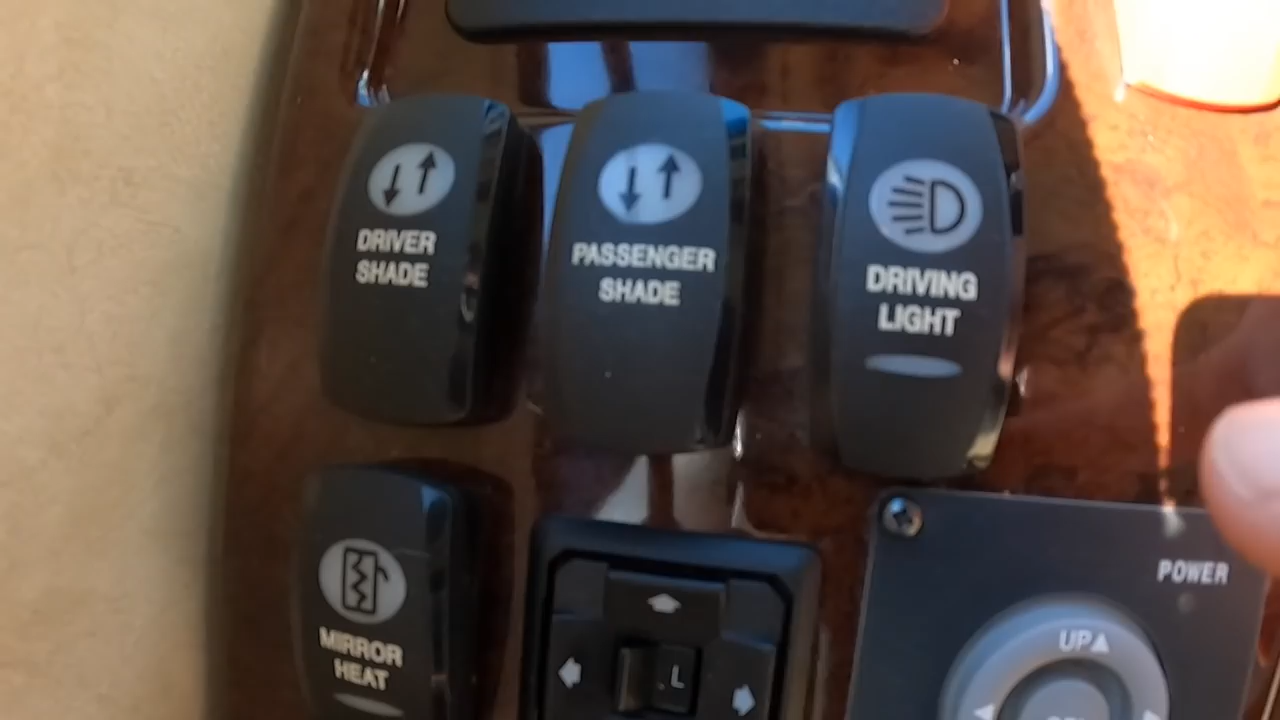 DRIVER
SHADE
PASSENGER
SHADE
DRIVING
LIGHT
MIRROR
HEAT
L
POWER
UP▲